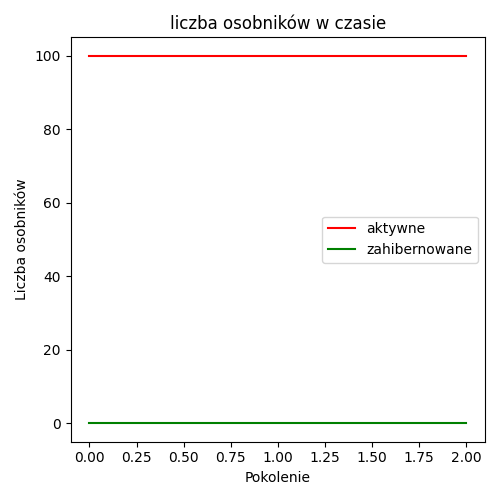 liczba osobników w czasie
Liczba osobników
100
80
60
40
20
0
aktywne
zahibernowane
0.00 0.25 0.50 0.75 1.00 1.25 1.50 1.75 2.00
Pokolenie